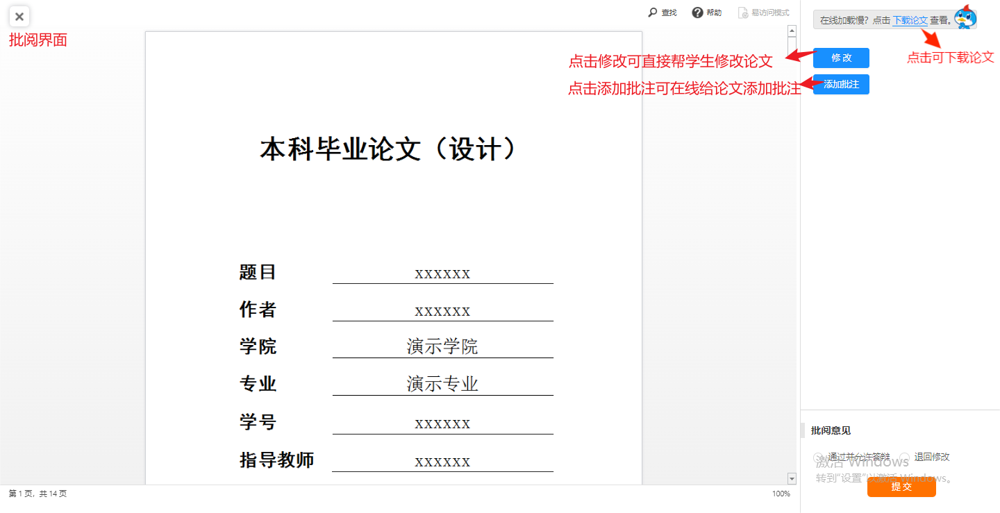 查找 帮助 易访问模式
批阅界面
在线加载慢？点击 下载论文 查看。
点击可下载论文
修 改
点击修改可直接帮学生修改论文
添加批注
点击添加批注可在线给论文添加批注
本科毕业论文（设计）
题目 xxxxxx
作者 xxxxxx
学院 演示学院
专业 演示专业
学号 xxxxxx
指导教师 xxxxxx
批阅意见
通过并允许答辩 退回修改
激活 Windows
转到“设置”以激活 Windows。
提 交
第 1 页，共 14 页
100%